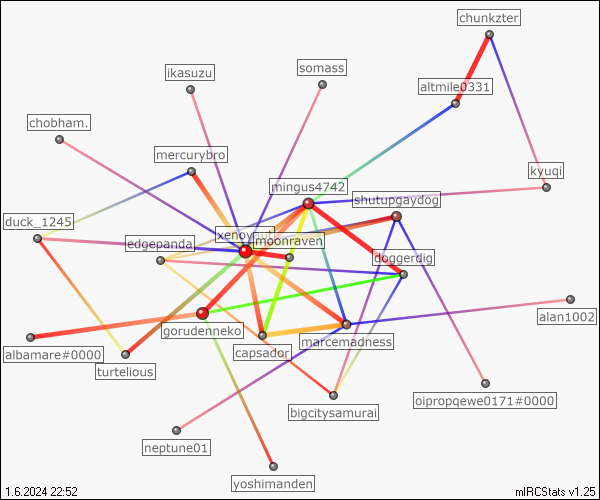 chunkzter
ikasuzu
somass
altmile0331
chobham.
mercurybro
kyuqi
mingus4742
shutupgaydog
duck_1245
edgepanda
moonraven
doggerdig
gorudenneko
alan1002
albamare#0000
turtelious
capsador
marcemadness
bigcitysamurai
oipropqewe0171#0000
neptune01
yoshimanden
1.6.2024 22:52
mIRCStats v1.25